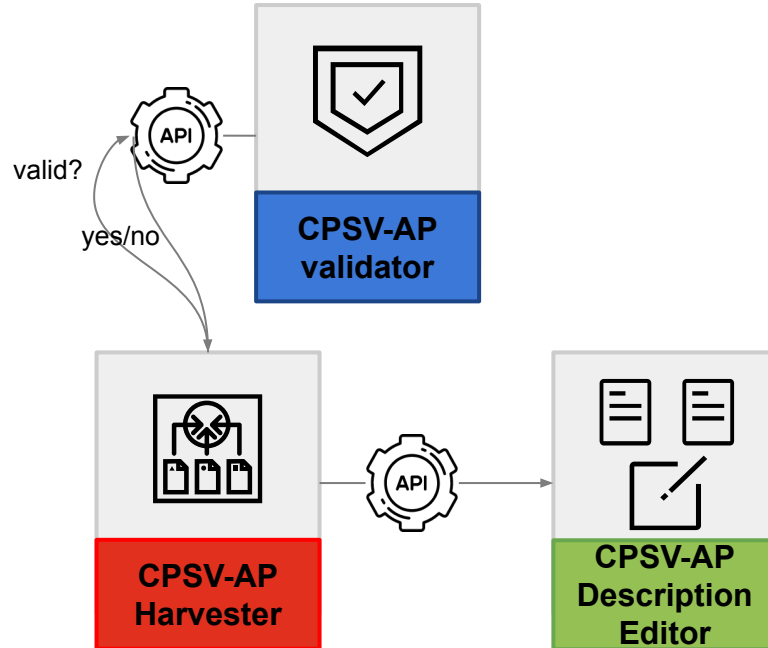 API
valid?
yes/no
CPSV-AP
validator
API
CPSV-AP
Harvester
CPSV-AP
Description
Editor